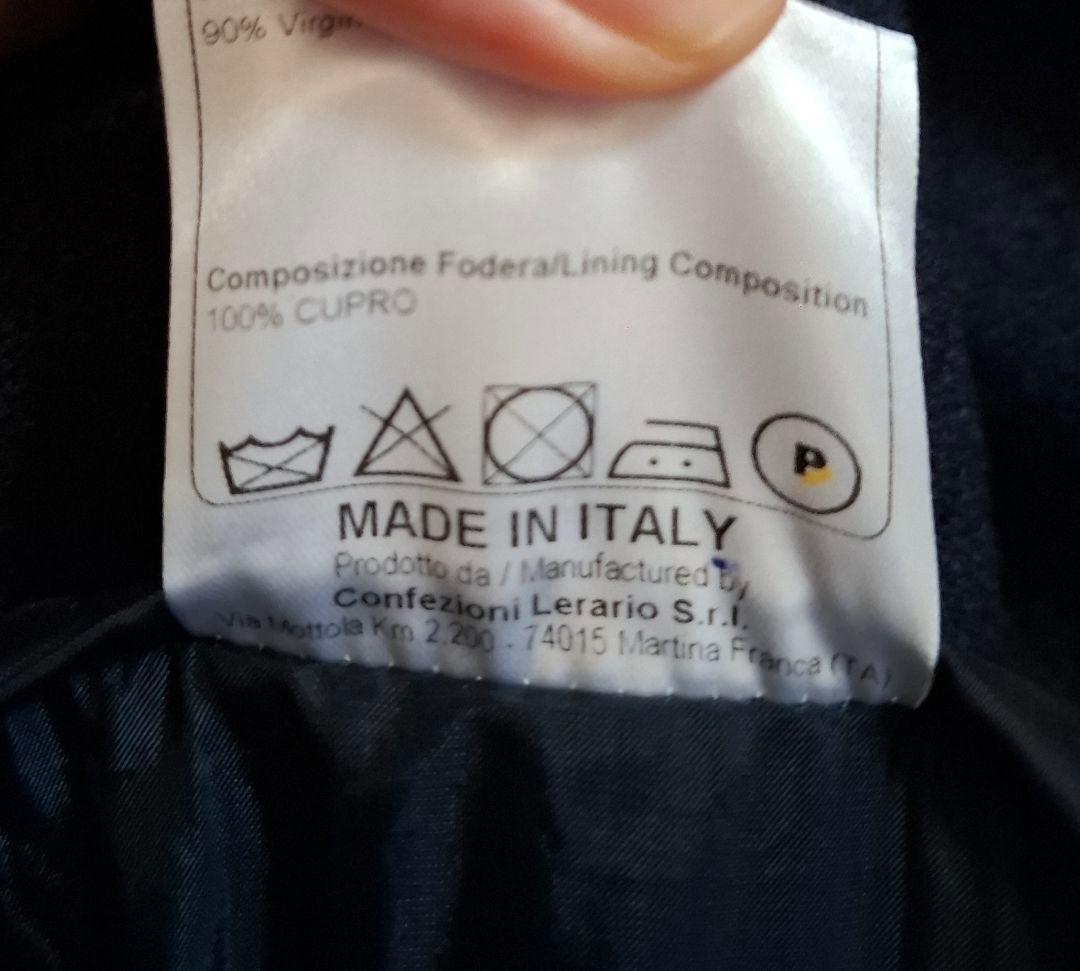 90% Virgin
Composizione Fodera/Lining Composition
100% CUPRO
P
MADE IN ITALY
Prodotto da / Manufactured by
Confezioni Lerario S.r.l.
Via Mottola Km 2.200 - 74015 Martina Franca (TA)